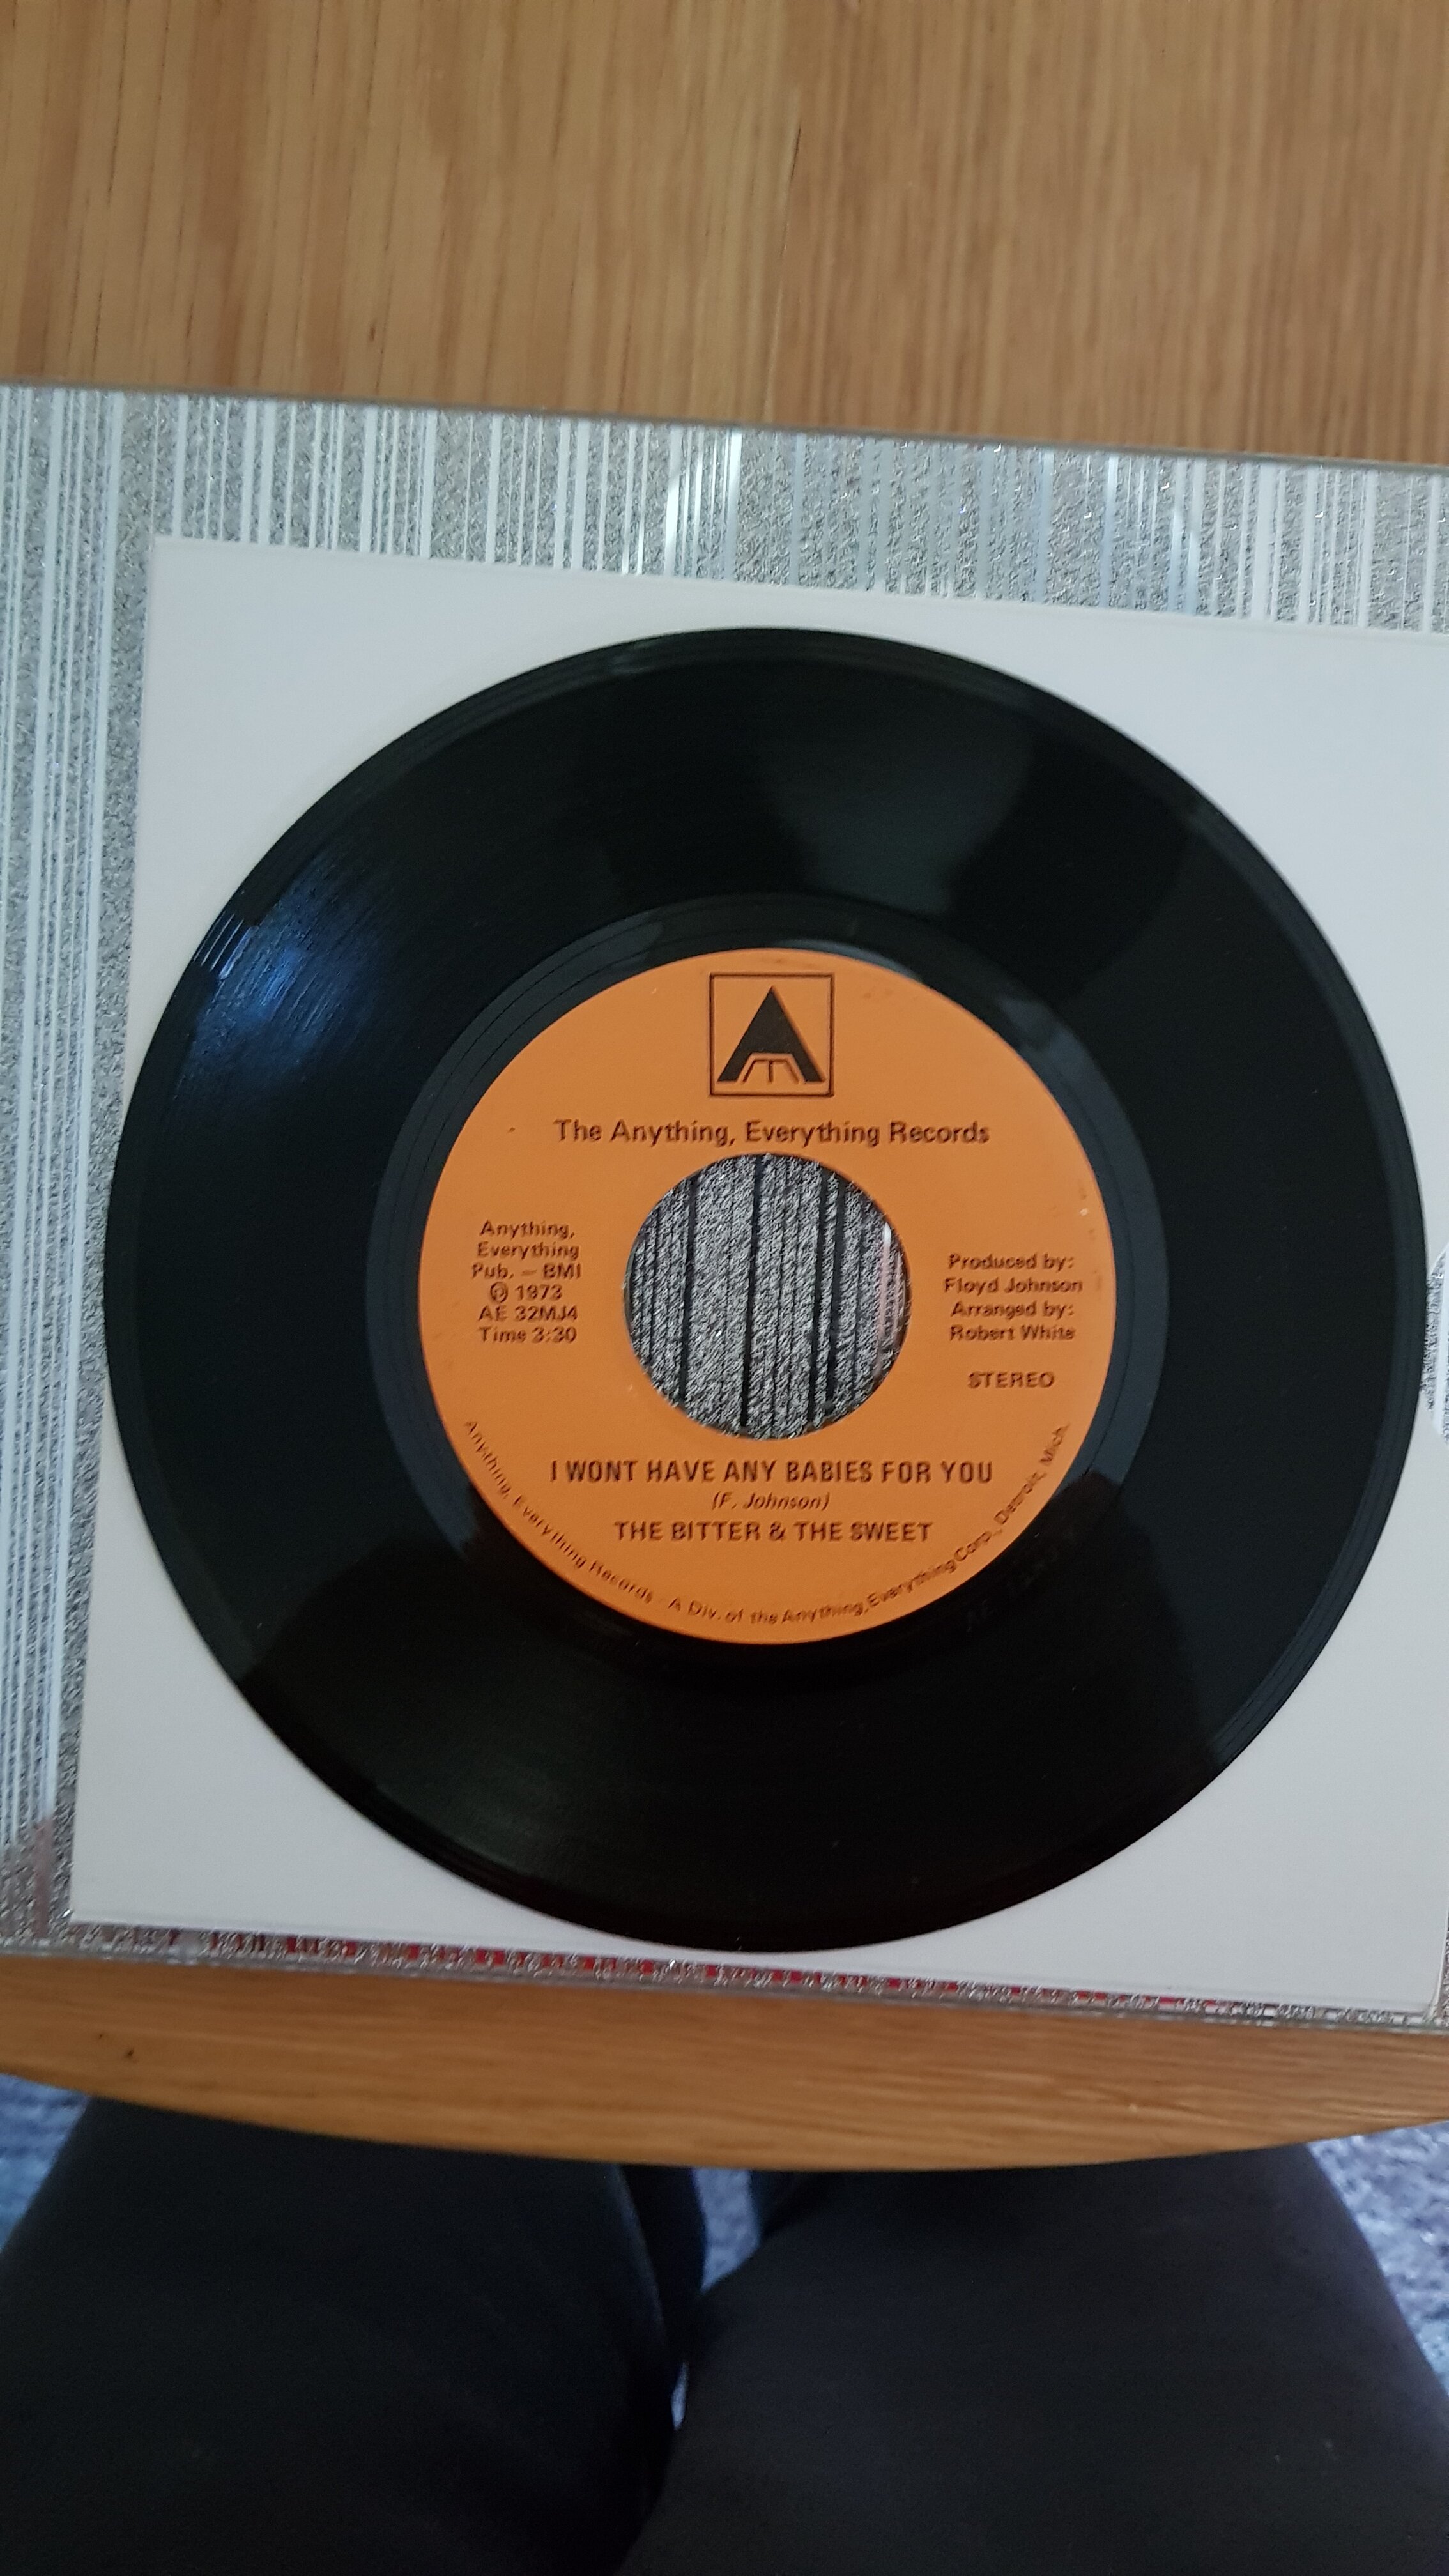 The Anything, Everything Records
Anything,
Everything
Pub. — BMI
℗ 1973
AE 32MJ4
Time 3:30
Produced by:
Floyd Johnson
Arranged by:
Robert White
STEREO
I WONT HAVE ANY BABIES FOR YOU
(F. Johnson)
THE BITTER & THE SWEET
Anything, Everything Records - A Div. of the Anything, Everything Corp., Detroit, Mich.